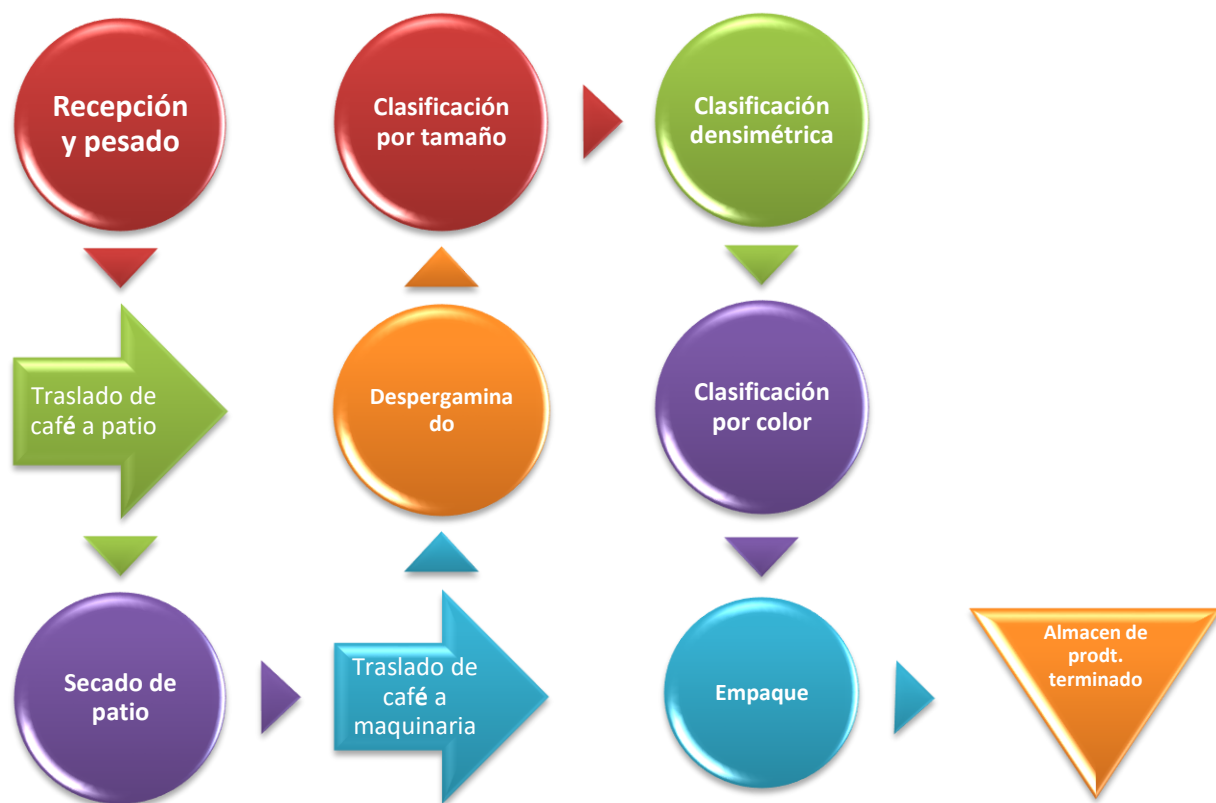 Recepción
y pesado
Traslado de
café a patio
Secado de
patio
Traslado de
café a
maquinaria
Despergamina
do
Clasificación
por tamaño
Clasificación
densimétrica
Clasificación
por color
Empaque
Almacen de
prodt.
terminado